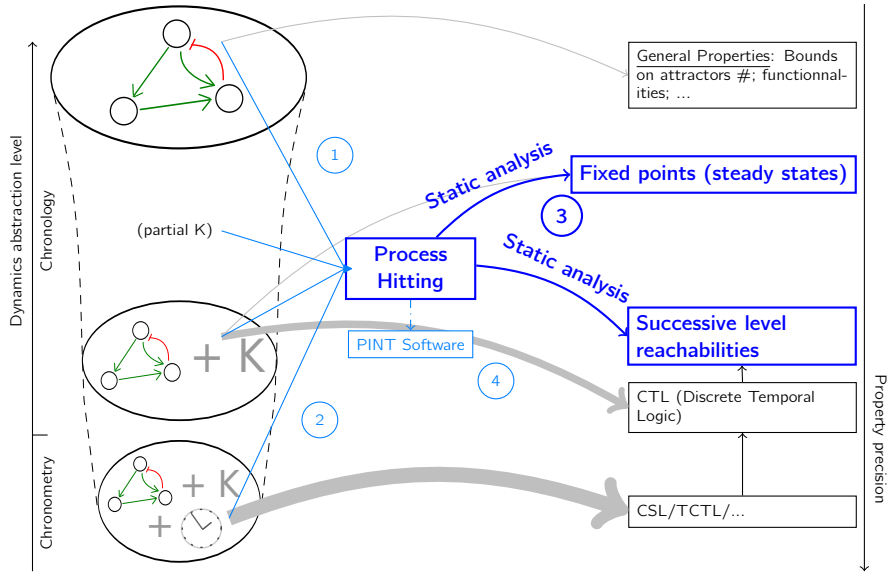 General Properties: Bounds
on attractors #; functionnal-
ities; ...
1
Static analysis
Fixed points (steady states)
3
(partial K)
Process
Hitting
Static analysis
Successive level
reachabilities
PINT Software
+ K
4
CTL (Discrete Temporal
Logic)
2
+ K
+
CSL/TCTL/...
Dynamics abstraction level
Chronology
Chronometry
Property precision